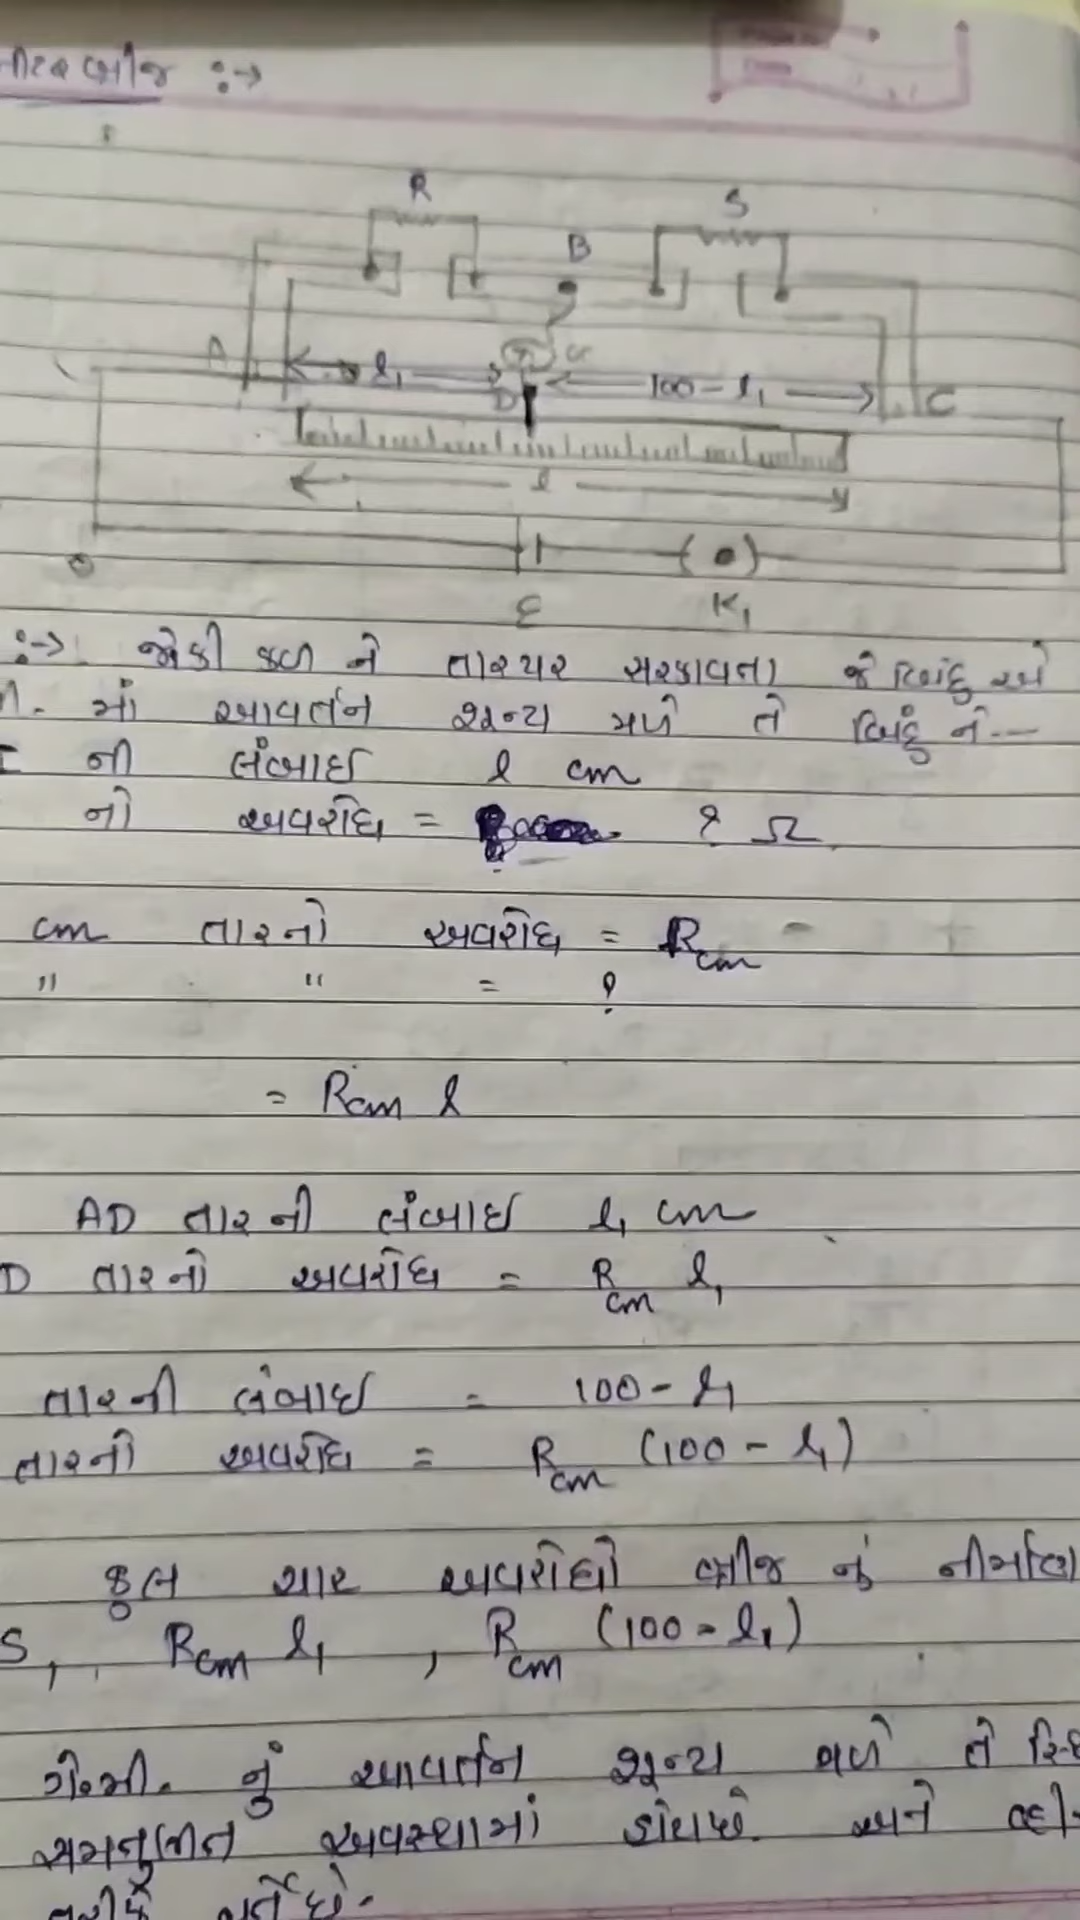 મીટરબ્રીજ :→
R
S
B
A
l₁
G
D
100 - l₁
C
l
E
K₁
:→ જોકી કળ ને તારપર સરકાવતા જે બિંદુ એ
માં આવર્તન શૂન્ય મળે તે બિંદુ ને---
ની લંબાઈ l cm
નો અવરોધ = ? Ω
cm તારનો અવરોધ = Rcm
" " = ?
= Rcm l
AD તારની લંબાઈ l₁ cm
D તારનો અવરોધ = Rcm l₁
તારની લંબાઈ = 100 - l₁
તારનો અવરોધ = Rcm (100 - l₁)
કુલ ચાર અવરોધો બ્રીજ નું
S, Rcm l₁ , Rcm (100 - l₁)
ગે.મી. નું આવર્તન શૂન્ય મળે તે
સમતુલિત અવસ્થામાં હોય છે. અને
તરીકે વર્તે છે.